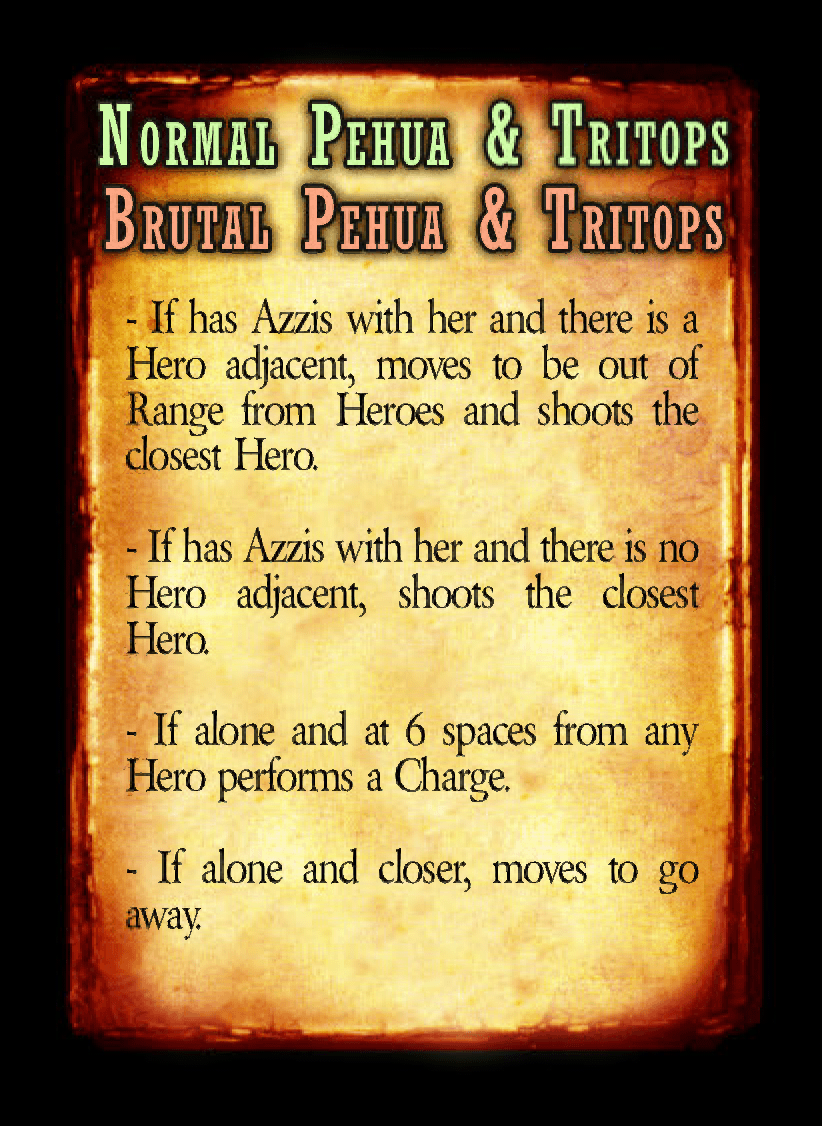 NORMAL PEHUA & TRITOPS
BRUTAL PEHUA & TRITOPS
- If has Azzis with her and there is a
Hero adjacent, moves to be out of
Range from Heroes and shoots the
closest Hero.
- If has Azzis with her and there is no
Hero adjacent, shoots the closest
Hero.
- If alone and at 6 spaces from any
Hero performs a Charge.
- If alone and closer, moves to go
away.